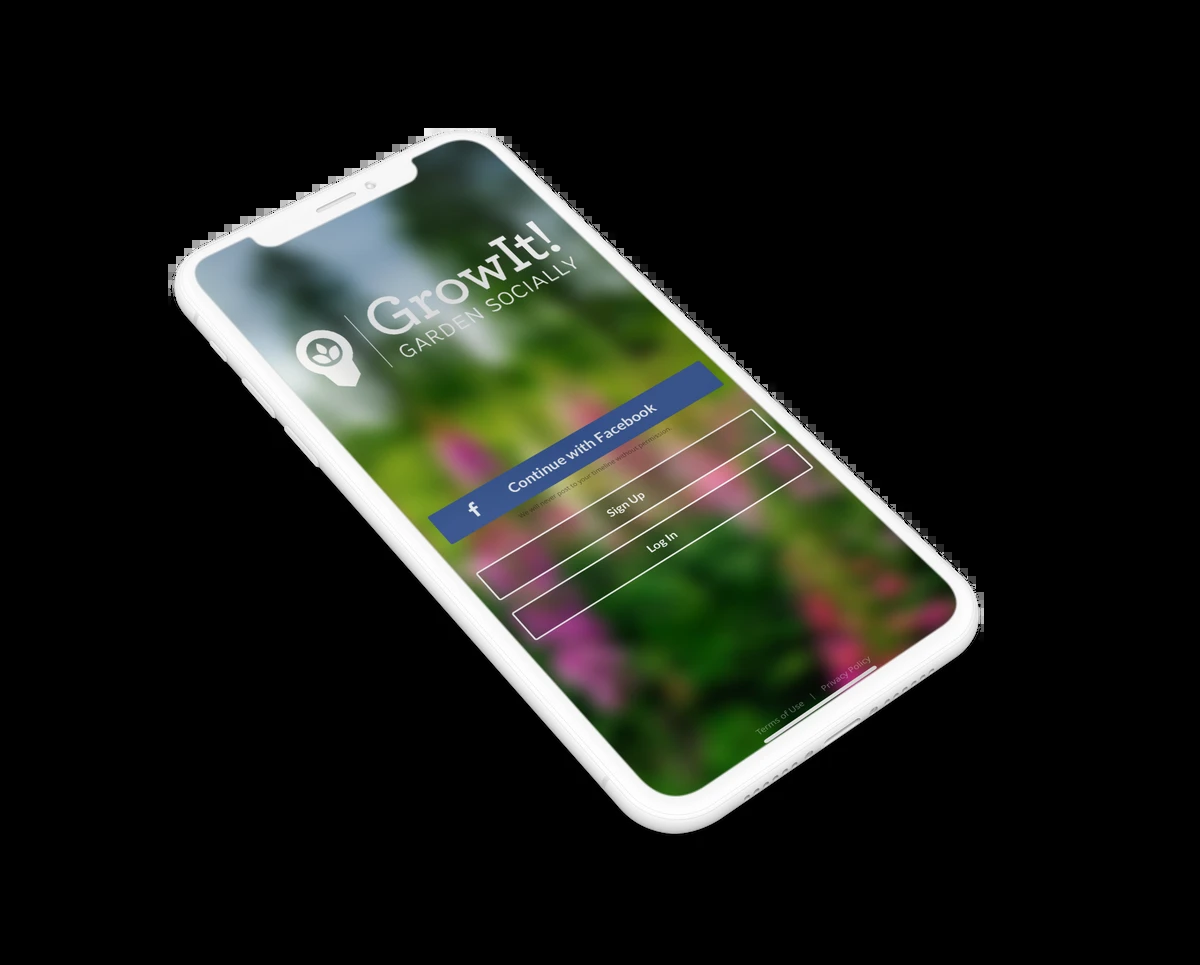 GrowIt!
GARDEN SOCIALLY
f Continue with Facebook
We will never post to your timeline without permission.
Sign Up
Log In
Terms of Use | Privacy Policy